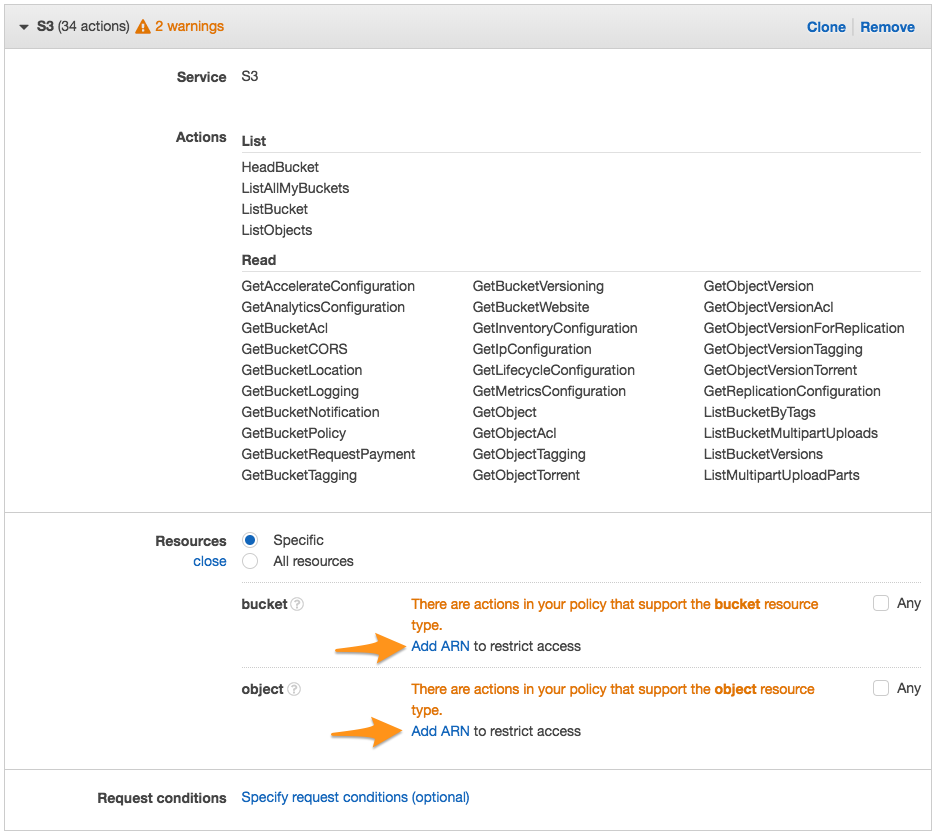 S3 (34 actions) 2 warnings Clone Remove
Service S3
Actions List
HeadBucket
ListAllMyBuckets
ListBucket
ListObjects
Read
GetAccelerateConfiguration GetBucketVersioning GetObjectVersion
GetAnalyticsConfiguration GetBucketWebsite GetObjectVersionAcl
GetBucketAcl GetInventoryConfiguration GetObjectVersionForReplication
GetBucketCORS GetIpConfiguration GetObjectVersionTagging
GetBucketLocation GetLifecycleConfiguration GetObjectVersionTorrent
GetBucketLogging GetMetricsConfiguration GetReplicationConfiguration
GetBucketNotification GetObject ListBucketByTags
GetBucketPolicy GetObjectAcl ListBucketMultipartUploads
GetBucketRequestPayment GetObjectTagging ListBucketVersions
GetBucketTagging GetObjectTorrent ListMultipartUploadParts
Resources Specific
close All resources
bucket ? There are actions in your policy that support the bucket resource Any
type.
Add ARN to restrict access
object ? There are actions in your policy that support the object resource Any
type.
Add ARN to restrict access
Request conditions Specify request conditions (optional)